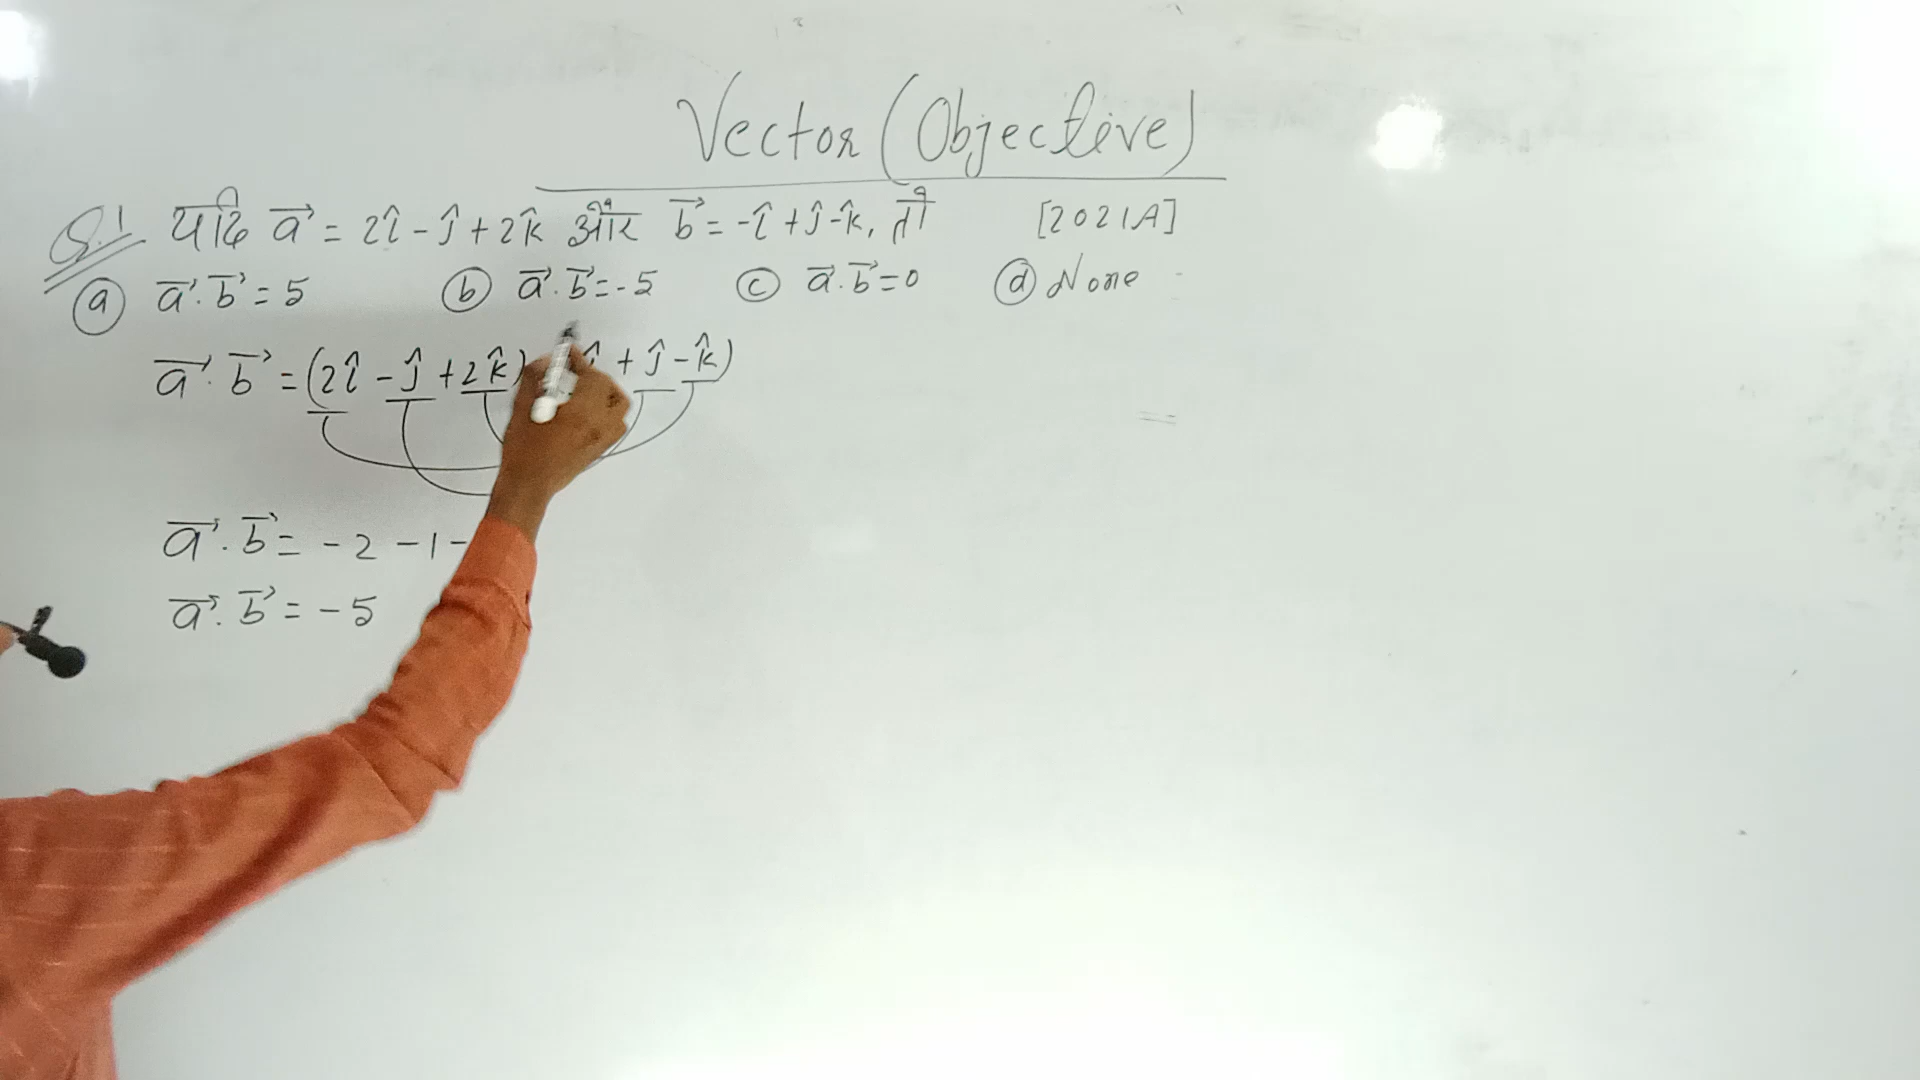 Vector (Objective)
Q.1 यदि a⃗ = 2î - ĵ + 2k̂ और b⃗ = -î + ĵ - k̂, तो [2021A]
(a) a⃗.b⃗ = 5 (b) a⃗.b⃗ = -5 (c) a⃗.b⃗ = 0 (d) None
a⃗.b⃗ = (2î - ĵ + 2k̂) + ĵ - k̂)
a⃗.b⃗ = -2 -1 -
a⃗.b⃗ = -5